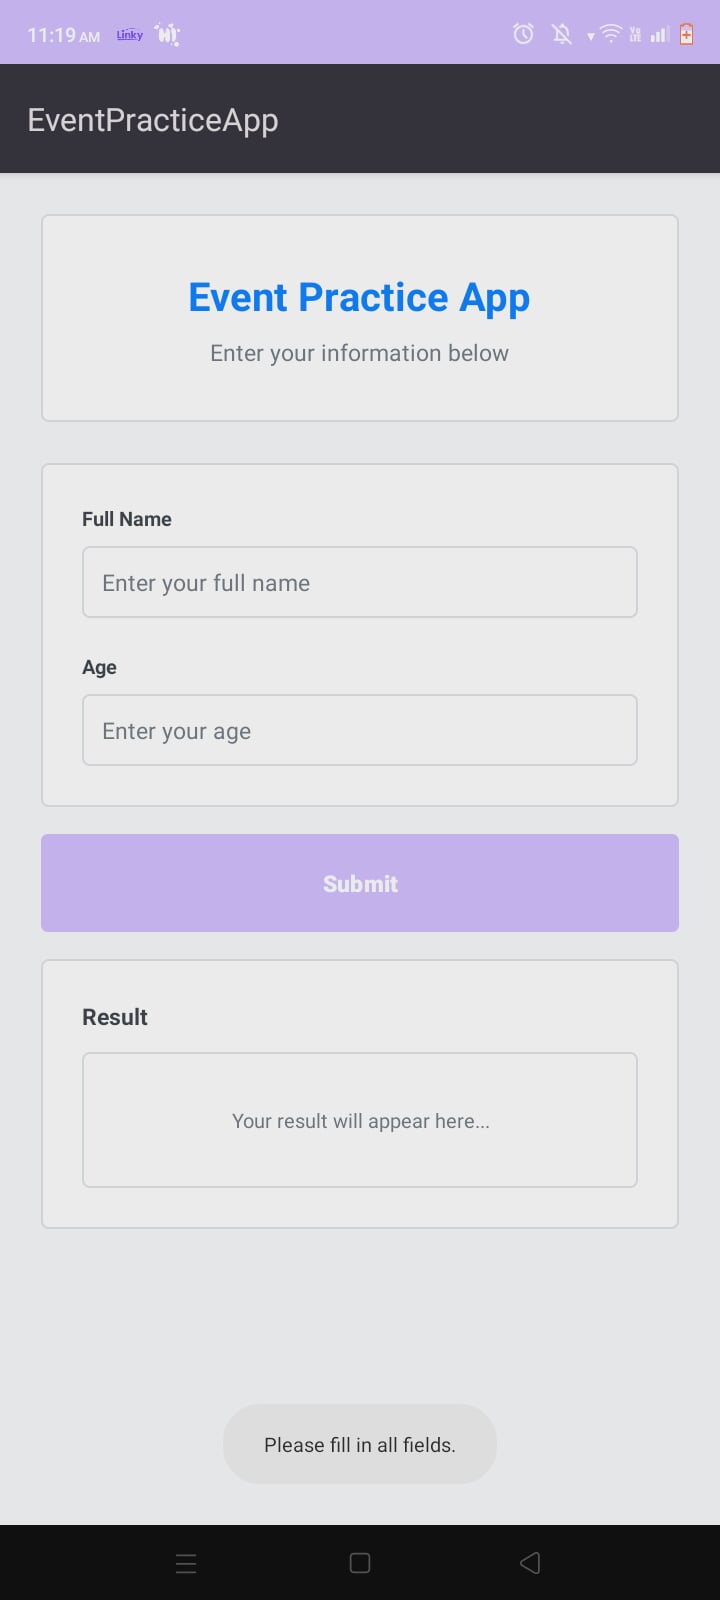 11:19 AM Linky
EventPracticeApp
Event Practice App
Enter your information below
Full Name
Enter your full name
Age
Enter your age
Submit
Result
Your result will appear here...
Please fill in all fields.